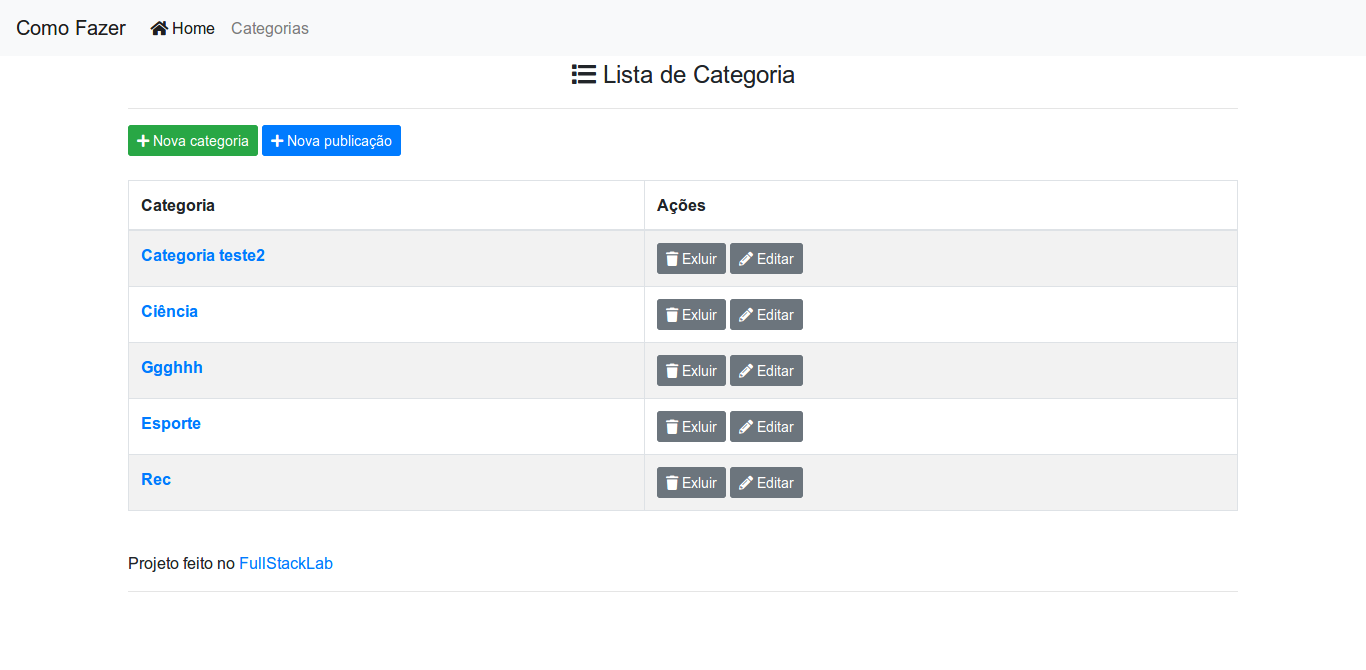 Como Fazer Home Categorias
Lista de Categoria
Nova categoria Nova publicação
Categoria Ações
Categoria teste2 Exluir Editar
Ciência Exluir Editar
Ggghhh Exluir Editar
Esporte Exluir Editar
Rec Exluir Editar
Projeto feito no FullStackLab